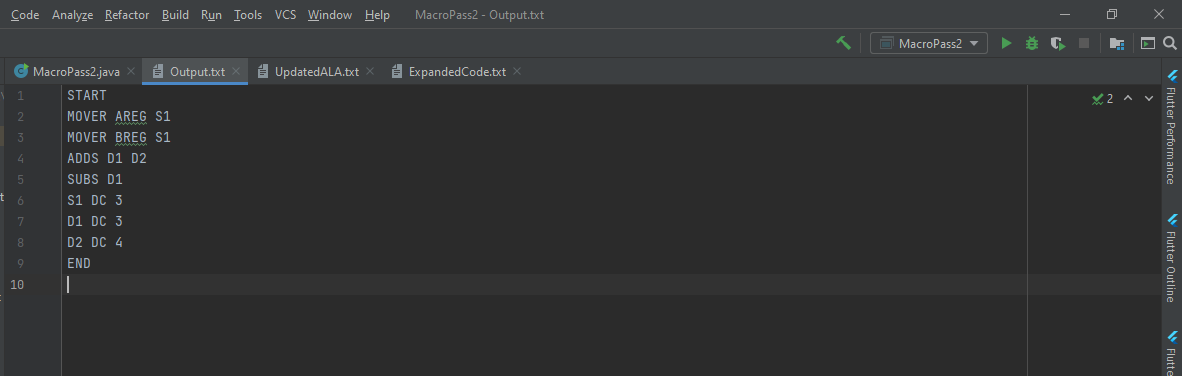 Code Analyze Refactor Build Run Tools VCS Window Help MacroPass2 - Output.txt
MacroPass2
MacroPass2.java Output.txt UpdatedALA.txt ExpandedCode.txt
1 START
2 MOVER AREG S1
3 MOVER BREG S1
4 ADDS D1 D2
5 SUBS D1
6 S1 DC 3
7 D1 DC 3
8 D2 DC 4
9 END
10
2
Flutter Performance
Flutter Outline
Flutte